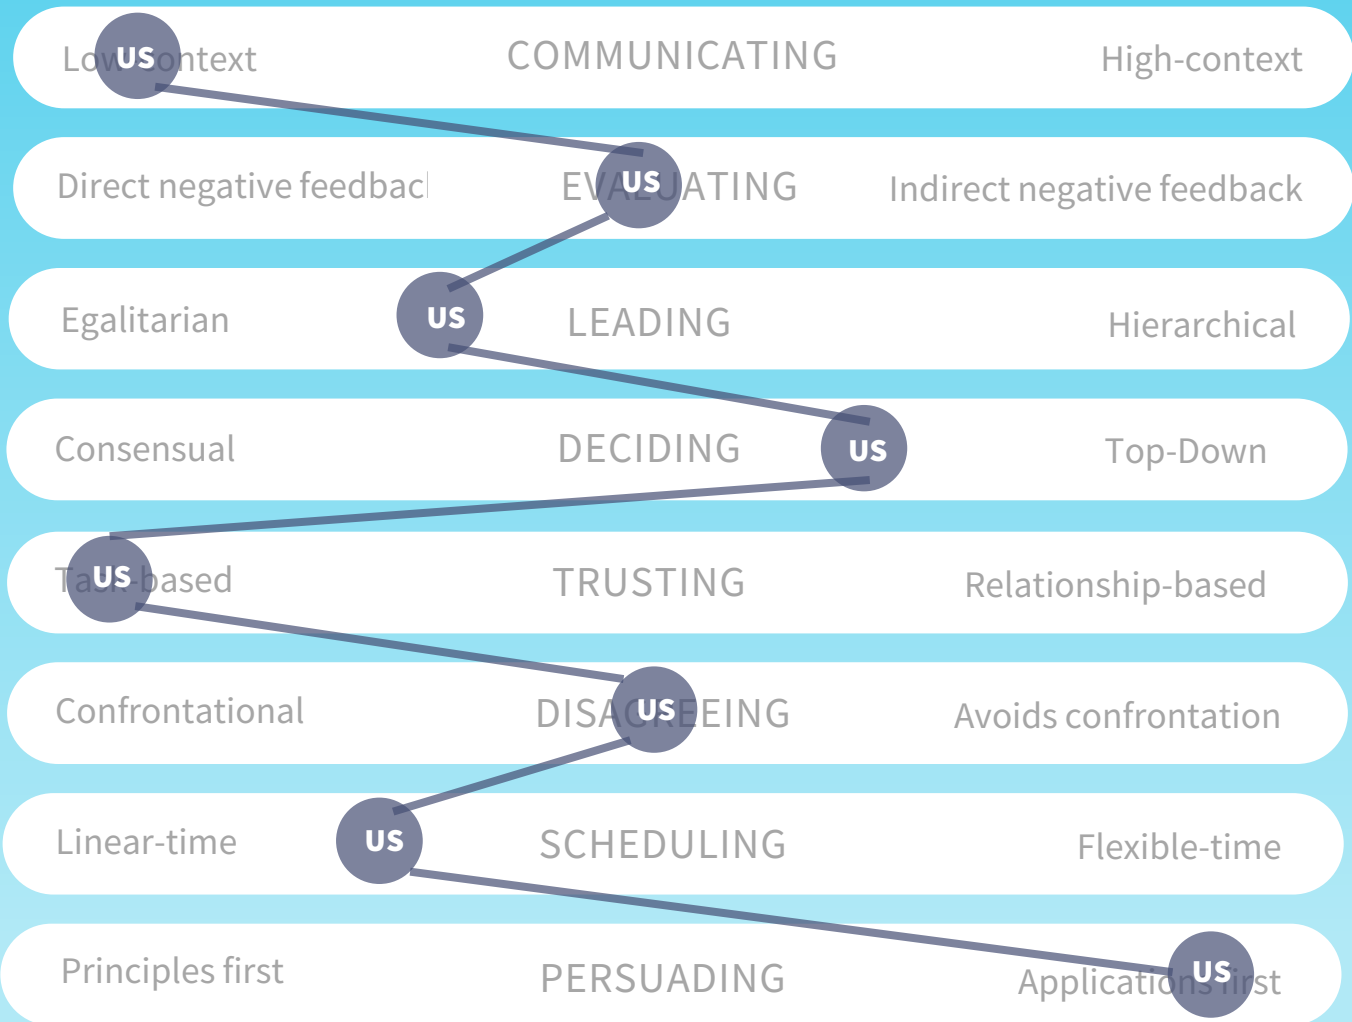 Low-context US COMMUNICATING High-context
Direct negative feedbac US EVALUATING Indirect negative feedback
Egalitarian US LEADING Hierarchical
Consensual DECIDING US Top-Down
Task-based US TRUSTING Relationship-based
Confrontational DISAGREEING US Avoids confrontation
Linear-time US SCHEDULING Flexible-time
Principles first PERSUADING Applications first US